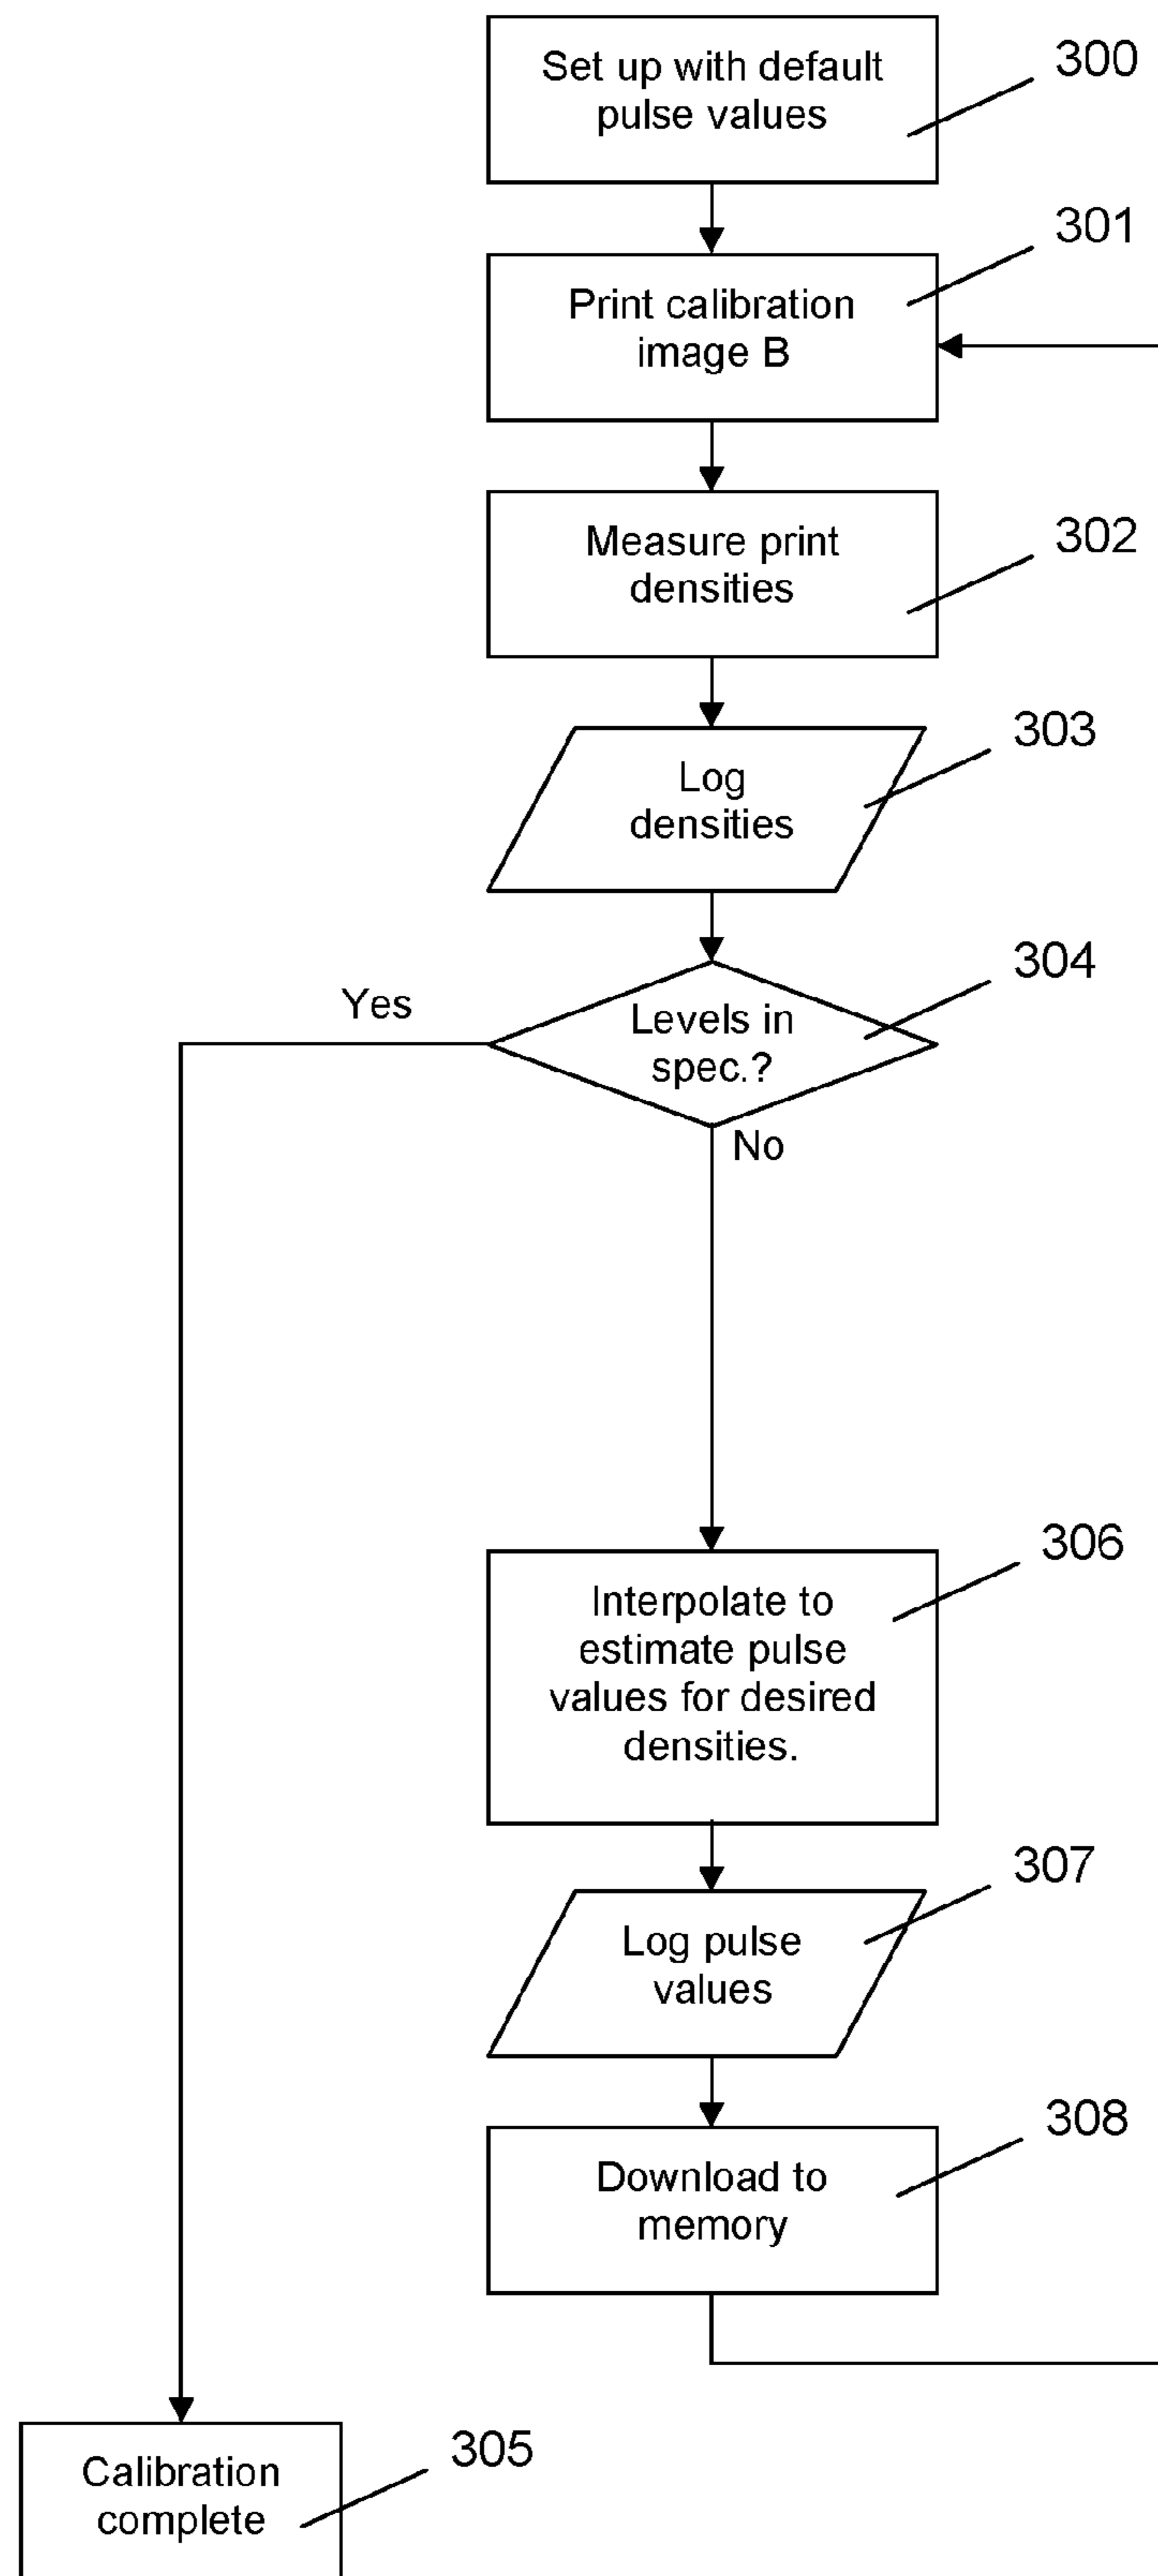 Set up with default
pulse values
300
Print calibration
image B
301
Measure print
densities
302
Log
densities
303
Levels in
spec.?
304
Yes
No
Interpolate to
estimate pulse
values for desired
densities.
306
Log pulse
values
307
Download to
memory
308
Calibration
complete
305